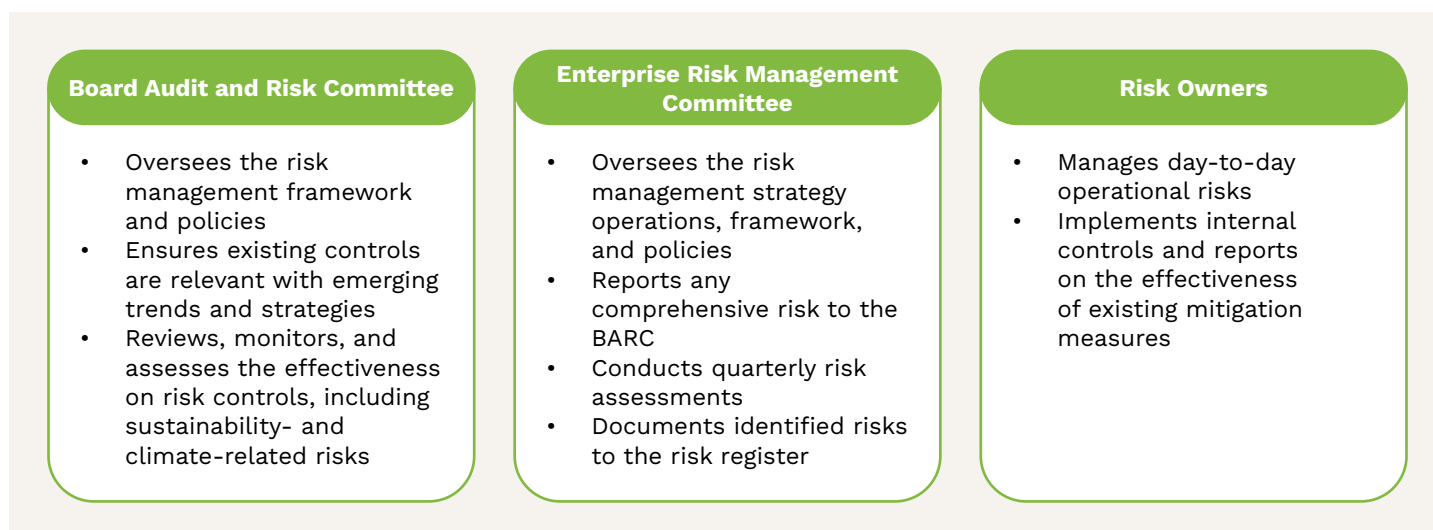 Board Audit and Risk Committee
• Oversees the risk
management framework
and policies
• Ensures existing controls
are relevant with emerging
trends and strategies
• Reviews, monitors, and
assesses the effectiveness
on risk controls, including
sustainability- and
climate-related risks
Enterprise Risk Management
Committee
• Oversees the risk
management strategy
operations, framework,
and policies
• Reports any
comprehensive risk to the
BARC
• Conducts quarterly risk
assessments
• Documents identified risks
to the risk register
Risk Owners
• Manages day-to-day
operational risks
• Implements internal
controls and reports
on the effectiveness
of existing mitigation
measures